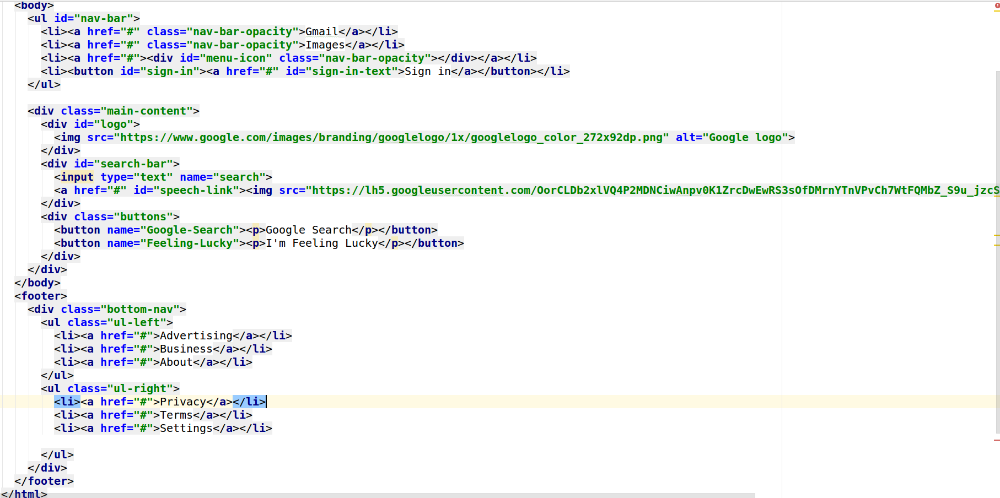 <body>
<ul id="nav-bar">
<li><a href="#" class="nav-bar-opacity">Gmail</a></li>
<li><a href="#" class="nav-bar-opacity">Images</a></li>
<li><a href="#"><div id="menu-icon" class="nav-bar-opacity"></div></a></li>
<li><button id="sign-in"><a href="#" id="sign-in-text">Sign in</a></button></li>
</ul>
<div class="main-content">
<div id="logo">
<img src="https://www.google.com/images/branding/googlelogo/1x/googlelogo_color_272x92dp.png" alt="Google logo">
</div>
<div id="search-bar">
<input type="text" name="search">
<a href="#" id="speech-link"><img src="https://lh5.googleusercontent.com/OorCLDb2xlVQ4P2MDNCiwAnpv0K1ZrcDwEwRS3sOfDMrnYTnVPvCh7WtFQMbZ_S9u_jzcS
</div>
<div class="buttons">
<button name="Google-Search"><p>Google Search</p></button>
<button name="Feeling-Lucky"><p>I'm Feeling Lucky</p></button>
</div>
</div>
</body>
<footer>
<div class="bottom-nav">
<ul class="ul-left">
<li><a href="#">Advertising</a></li>
<li><a href="#">Business</a></li>
<li><a href="#">About</a></li>
</ul>
<ul class="ul-right">
<li><a href="#">Privacy</a></li>
<li><a href="#">Terms</a></li>
<li><a href="#">Settings</a></li>
</ul>
</div>
</footer>
</html>